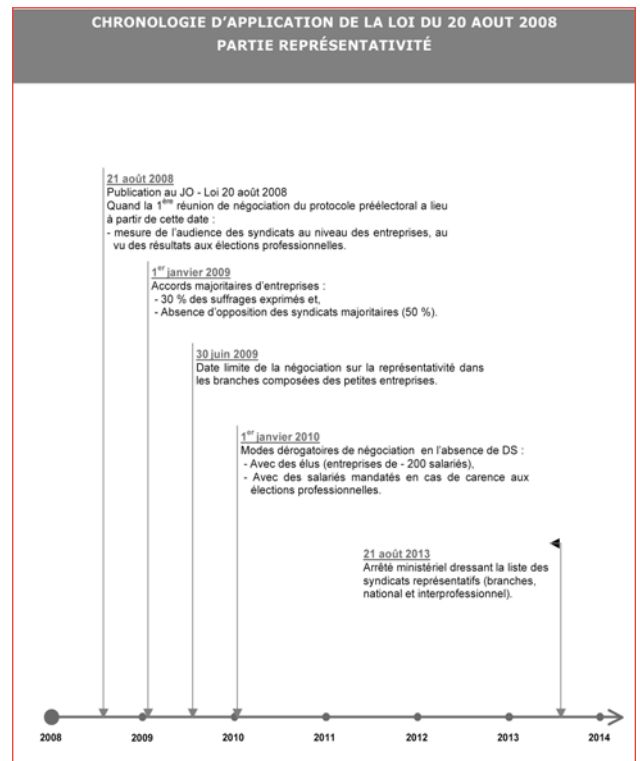 CHRONOLOGIE D'APPLICATION DE LA LOI DU 20 AOUT 2008
PARTIE REPRÉSENTATIVITÉ
21 août 2008
Publication au JO - Loi 20 août 2008
Quand la 1ère réunion de négociation du protocole préélectoral a lieu
à partir de cette date :
- mesure de l'audience des syndicats au niveau des entreprises, au
vu des résultats aux élections professionnelles.
1er janvier 2009
Accords majoritaires d'entreprises :
- 30 % des suffrages exprimés et,
- Absence d'opposition des syndicats majoritaires (50 %).
30 juin 2009
Date limite de la négociation sur la représentativité dans
les branches composées des petites entreprises.
1er janvier 2010
Modes dérogatoires de négociation en l'absence de DS :
- Avec des élus (entreprises de - 200 salariés),
- Avec des salariés mandatés en cas de carence aux
élections professionnelles.
21 août 2013
Arrêté ministériel dressant la liste des
syndicats représentatifs (branches,
national et interprofessionnel).
2008 2009 2010 2011 2012 2013 2014